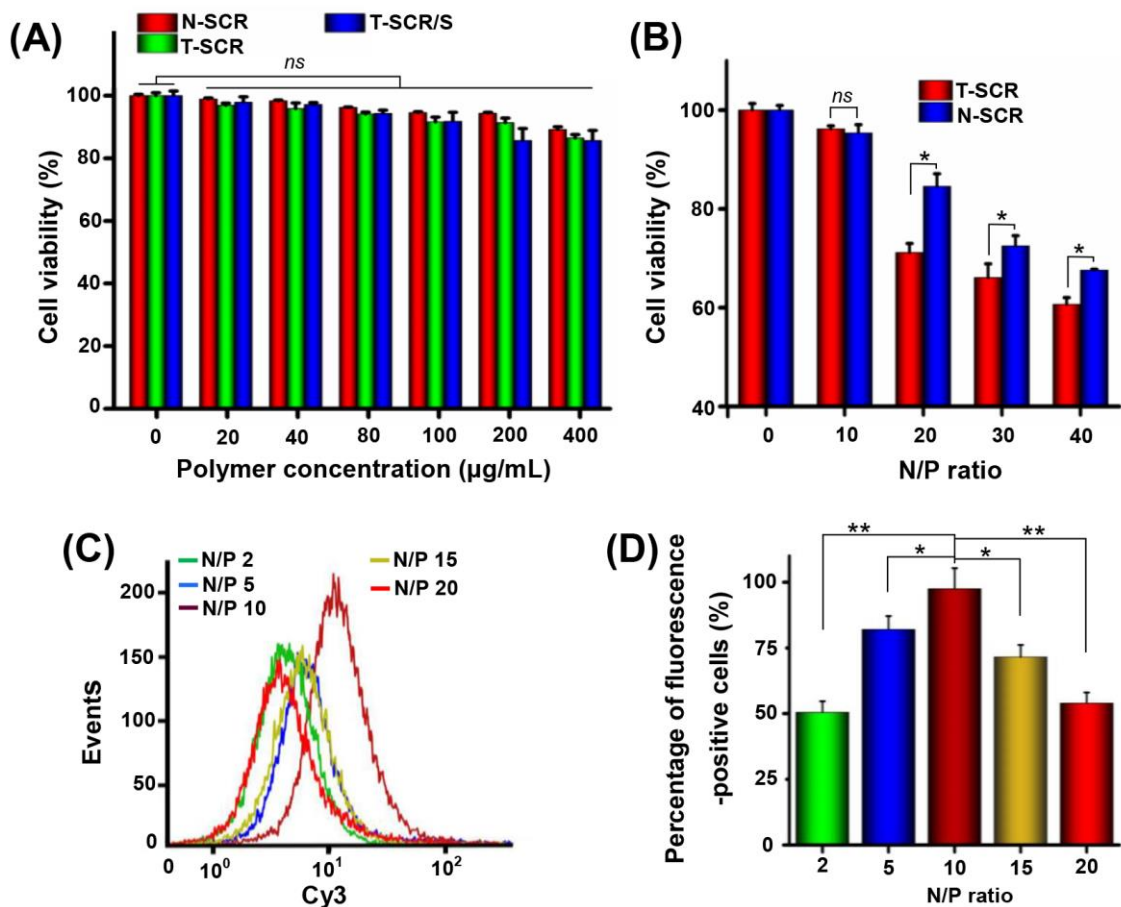 (A)
N-SCR
T-SCR
T-SCR/S
ns
100
80
60
40
20
0
Cell viability (%)
0 20 40 80 100 200 400
Polymer concentration (µg/mL)
(B)
T-SCR
N-SCR
ns
*
*
*
100
80
60
40
Cell viability (%)
0 10 20 30 40
N/P ratio
(C)
N/P 2
N/P 5
N/P 10
N/P 15
N/P 20
200
150
100
50
0
Events
0 10⁰ 10¹ 10²
Cy3
(D)
**
*
*
**
100
75
50
25
0
Percentage of fluorescence
-positive cells (%)
2 5 10 15 20
N/P ratio